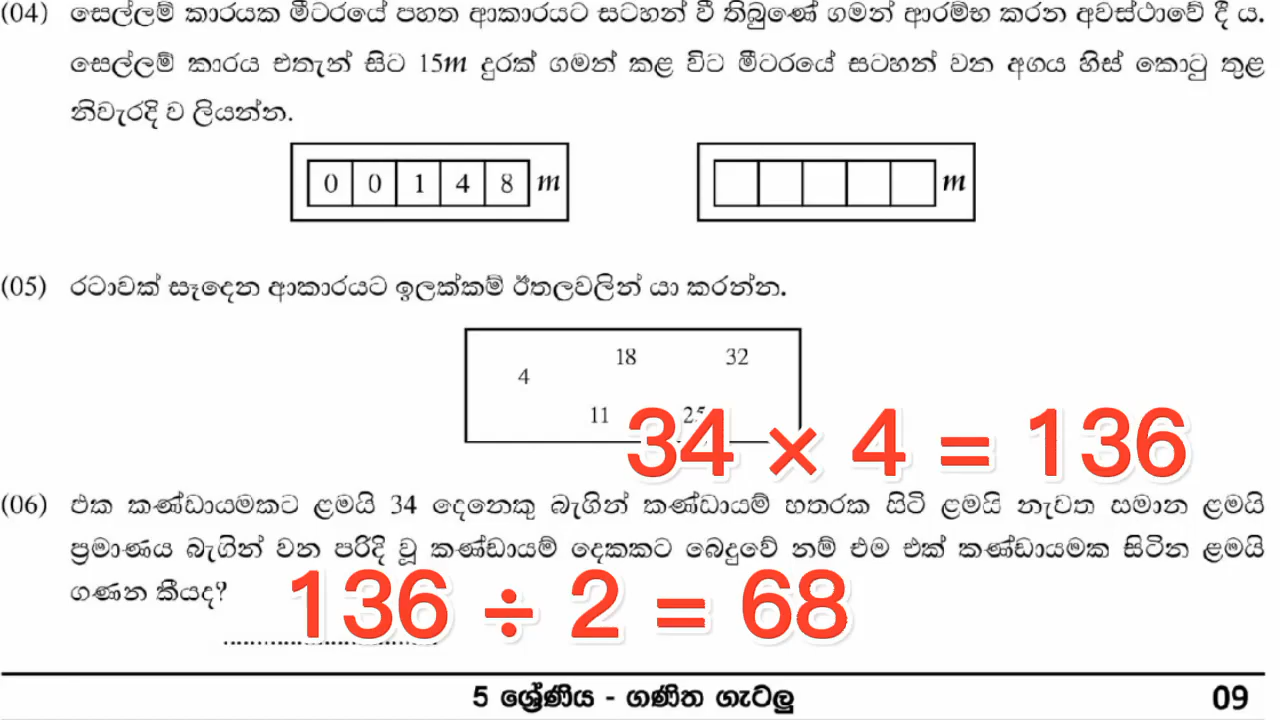 (04) සෙල්ලම් කාරයක මීටරයේ පහත ආකාරයට සටහන් වී තිබුණේ ගමන් ආරම්භ කරන අවස්ථාවේ දී ය.
සෙල්ලම් කාරය එතැන් සිට 15m දුරක් ගමන් කළ විට මීටරයේ සටහන් වන අගය හිස් කොටු තුළ
නිවැරදි ව ලියන්න.
0 0 1 4 8 m m
(05) රටාවක් සෑදෙන ආකාරයට ඉලක්කම් ඊතලවලින් යා කරන්න.
18 32
4
11 25
34 × 4 = 136
(06) එක කණ්ඩායමකට ළමයි 34 දෙනෙකු බැගින් කණ්ඩායම් හතරක සිටි ළමයි නැවත සමාන ළමයි
ප්‍රමාණය බැගින් වන පරිදි වූ කණ්ඩායම් දෙකකට බෙදුවේ නම් එම එක් කණ්ඩායමක සිටින ළමයි
ගණන කීයද?
136 ÷ 2 = 68
5 ශ්‍රේණිය - ගණිත ගැටලු 09